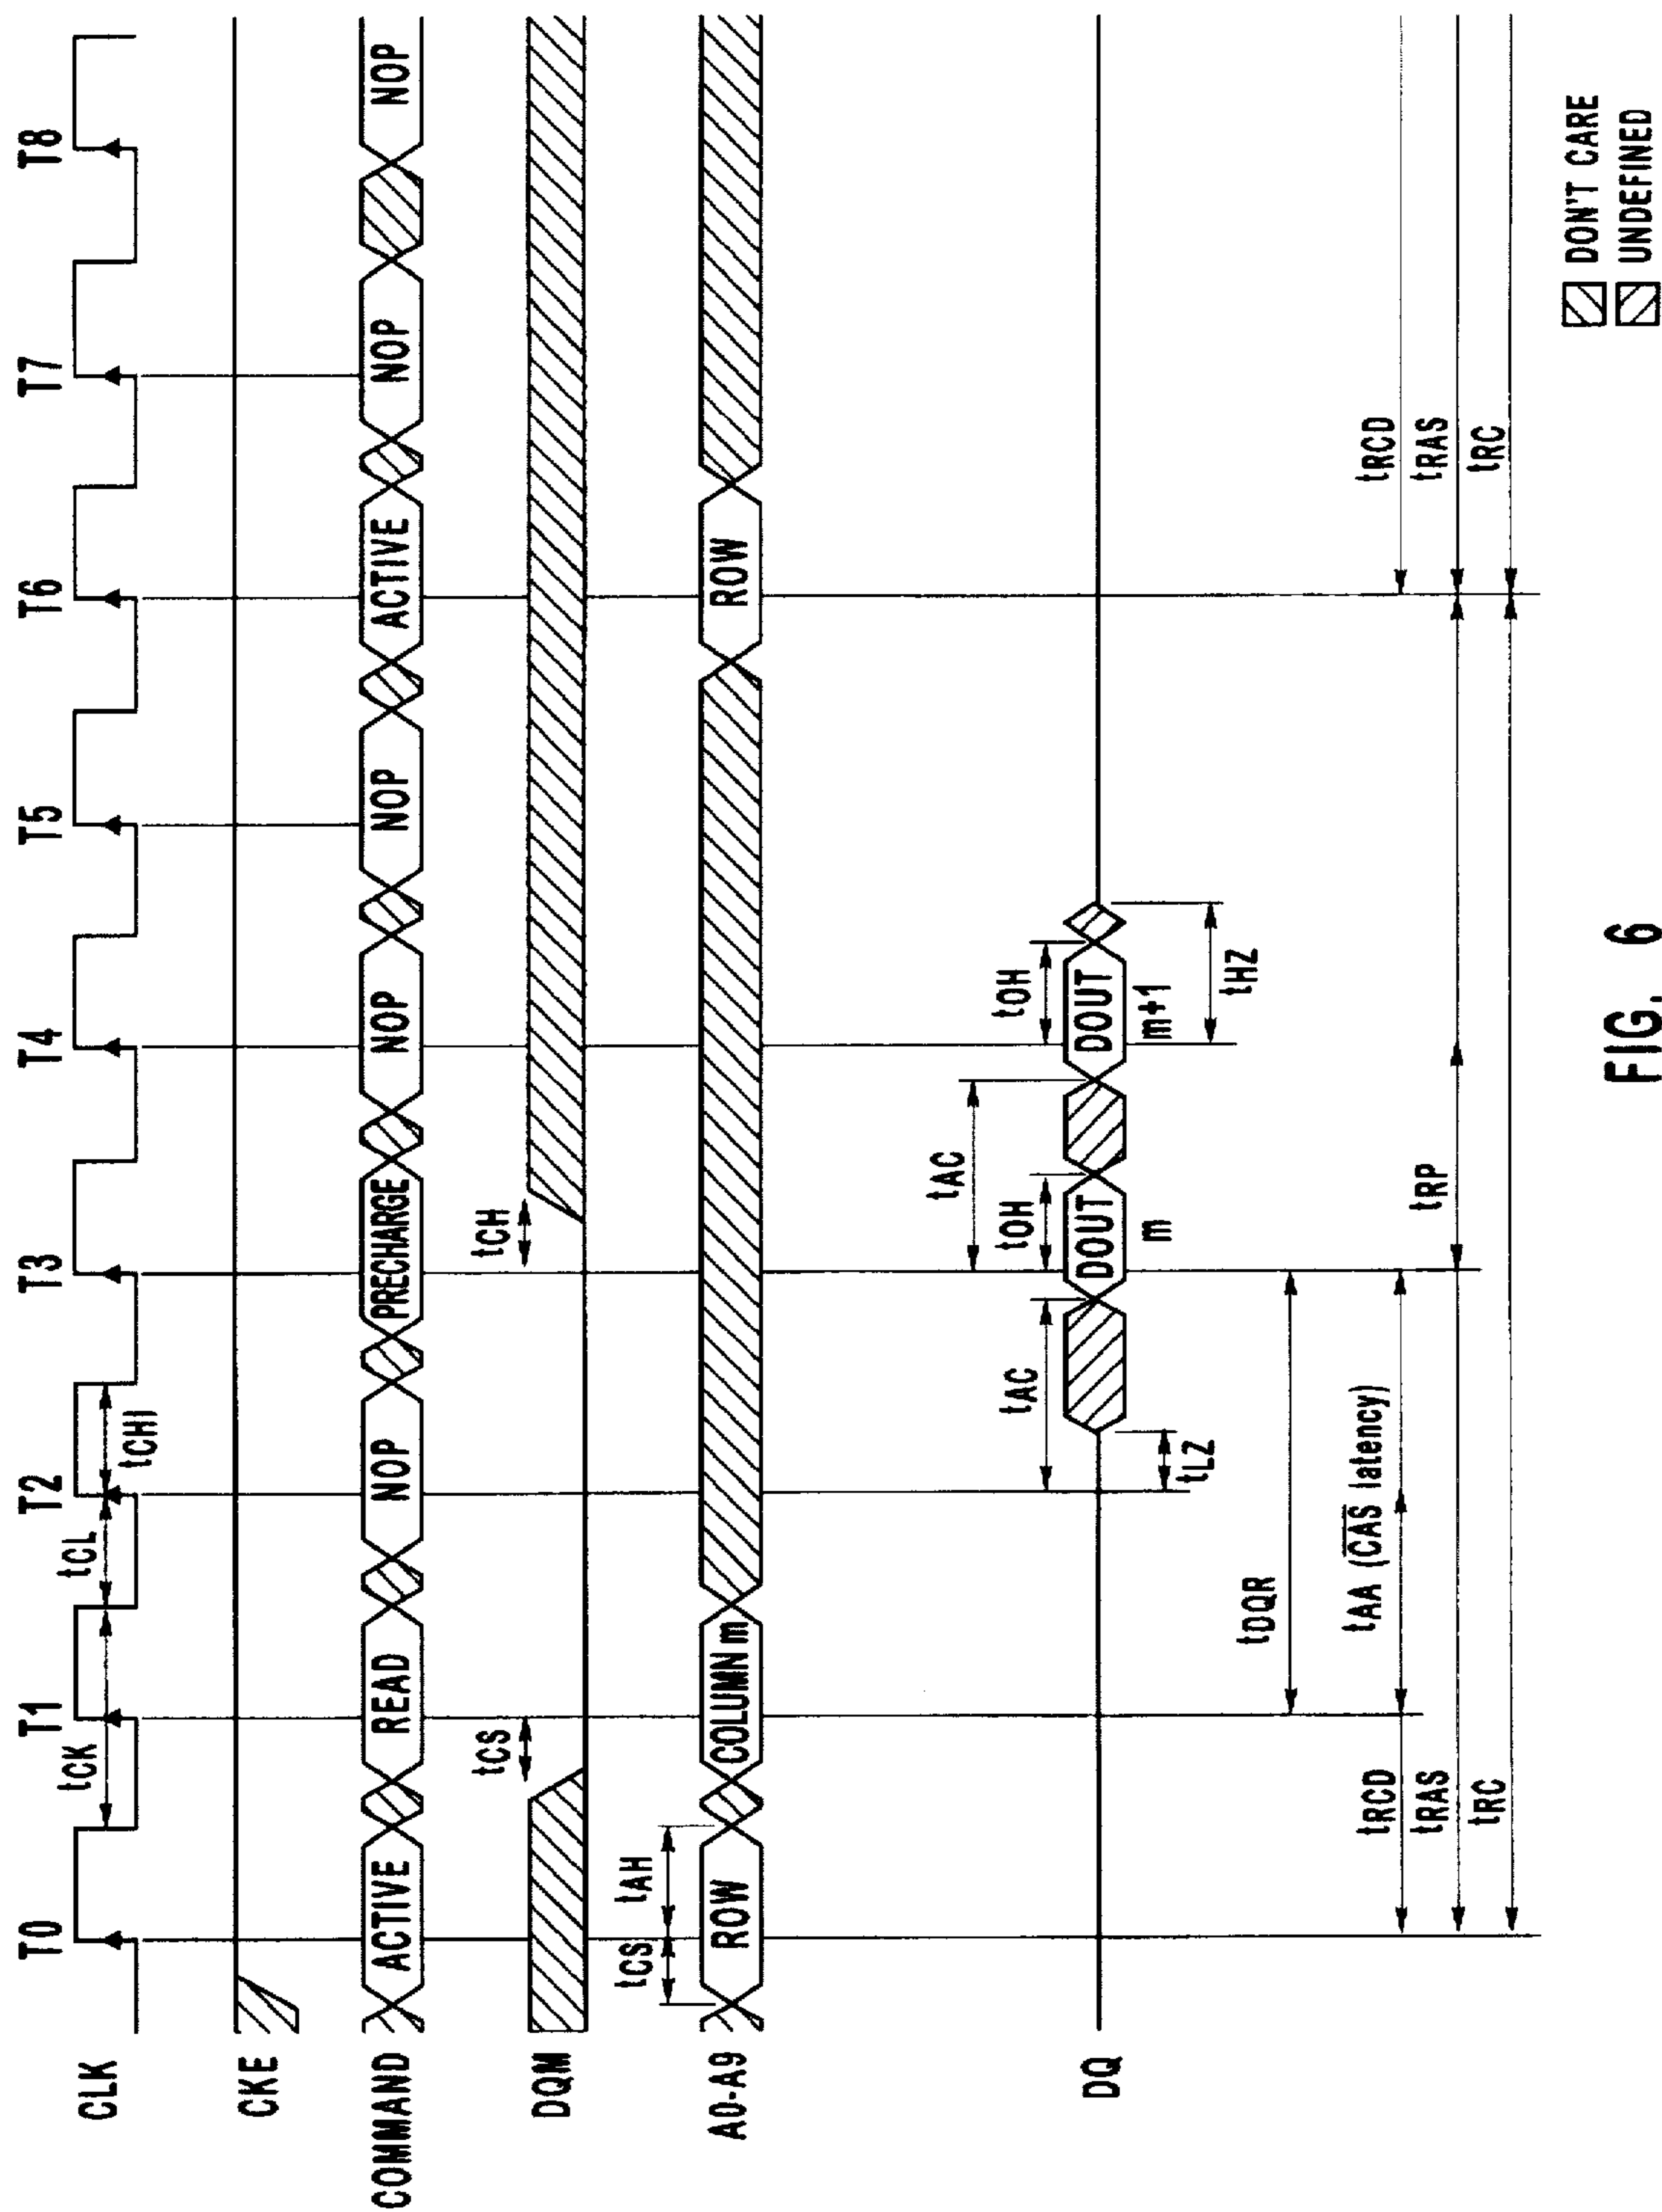 T0 T1 T2 T3 T4 T5 T6 T7 T8
CLK tCK tCL tCHI
CKE
COMMAND ACTIVE READ NOP PRECHARGE NOP NOP ACTIVE NOP NOP
tCS tCH
DQM
tCS tAH
A0-A9 ROW COLUMN m ROW
tAC
tAC tOH tOH
DQ DOUT DOUT
m m+1
tLZ tHZ
tDQR
tRCD tAA (CAS latency) tRCD
tRAS tRP tRAS
tRC tRC
DON'T CARE
UNDEFINED
FIG. 6